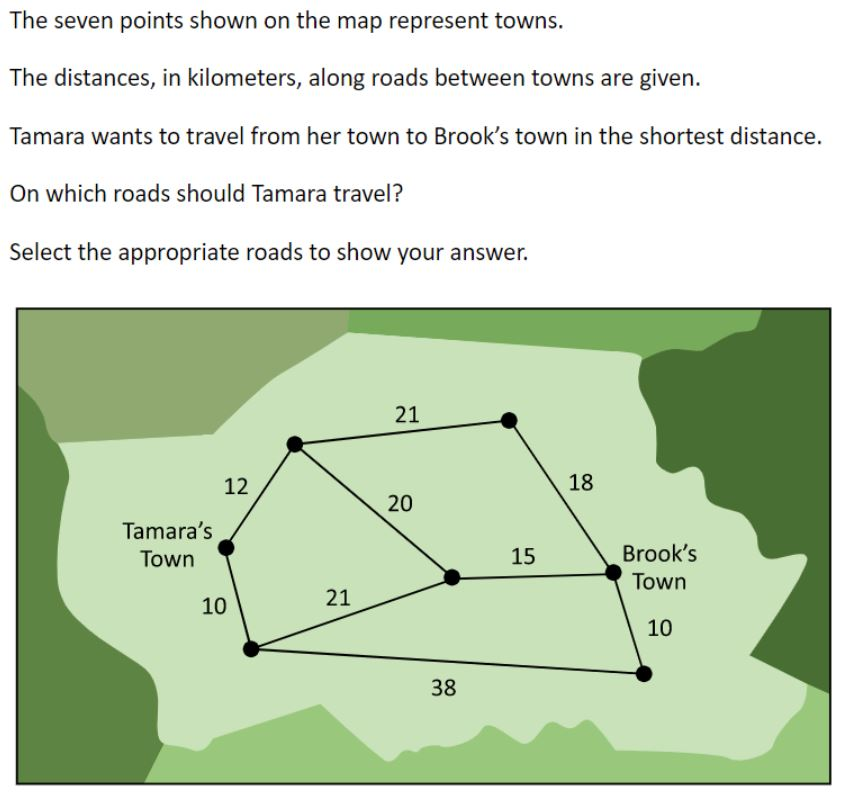 The seven points shown on the map represent towns.
The distances, in kilometers, along roads between towns are given.
Tamara wants to travel from her town to Brook’s town in the shortest distance.
On which roads should Tamara travel?
Select the appropriate roads to show your answer.
21
12
20
18
Tamara’s
Town
15
Brook’s
Town
10
21
10
38